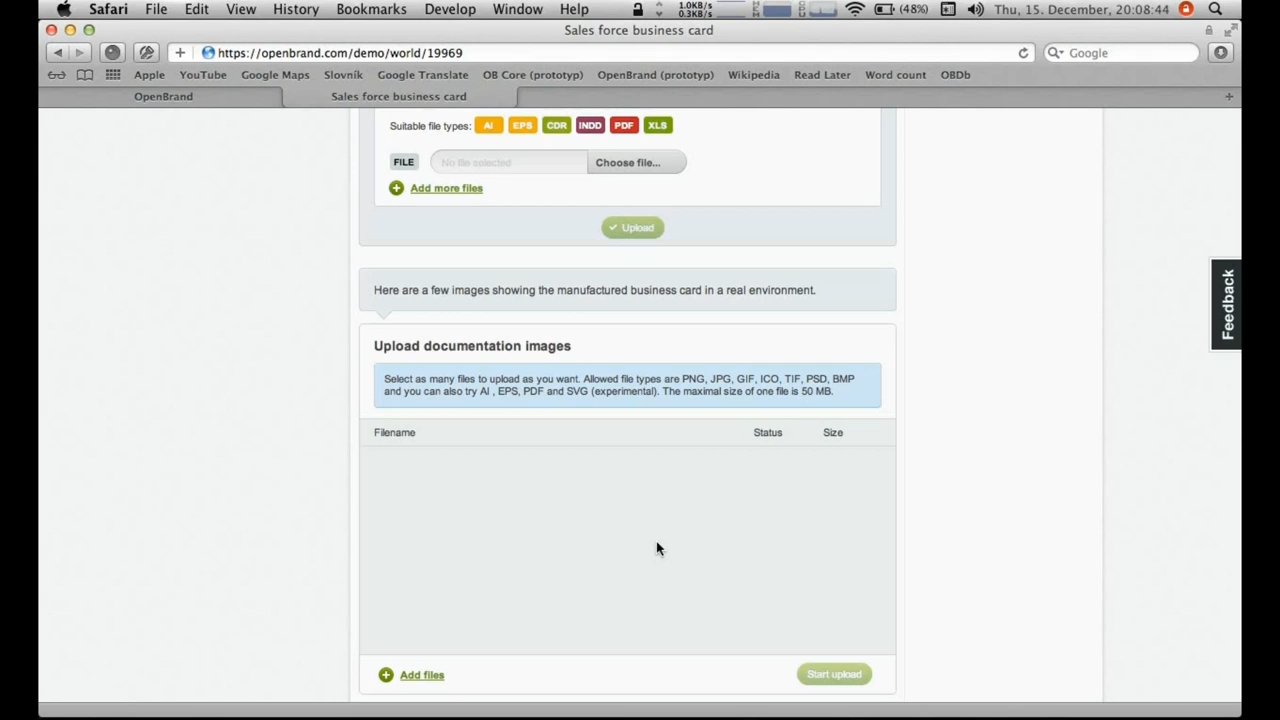 Safari File Edit View History Bookmarks Develop Window Help 1.0KB/s 0.3KB/s MEM CPU (48%) Thu, 15. December, 20:08:44
Sales force business card
https://openbrand.com/demo/world/19969 Google
Apple YouTube Google Maps Slovník Google Translate OB Core (prototyp) OpenBrand (prototyp) Wikipedia Read Later Word count OBDb
OpenBrand Sales force business card
Suitable file types: AI EPS CDR INDD PDF XLS
FILE No file selected Choose file...
Add more files
Upload
Here are a few images showing the manufactured business card in a real environment.
Upload documentation images
Select as many files to upload as you want. Allowed file types are PNG, JPG, GIF, ICO, TIF, PSD, BMP
and you can also try AI , EPS, PDF and SVG (experimental). The maximal size of one file is 50 MB.
Filename Status Size
Add files Start upload
Feedback